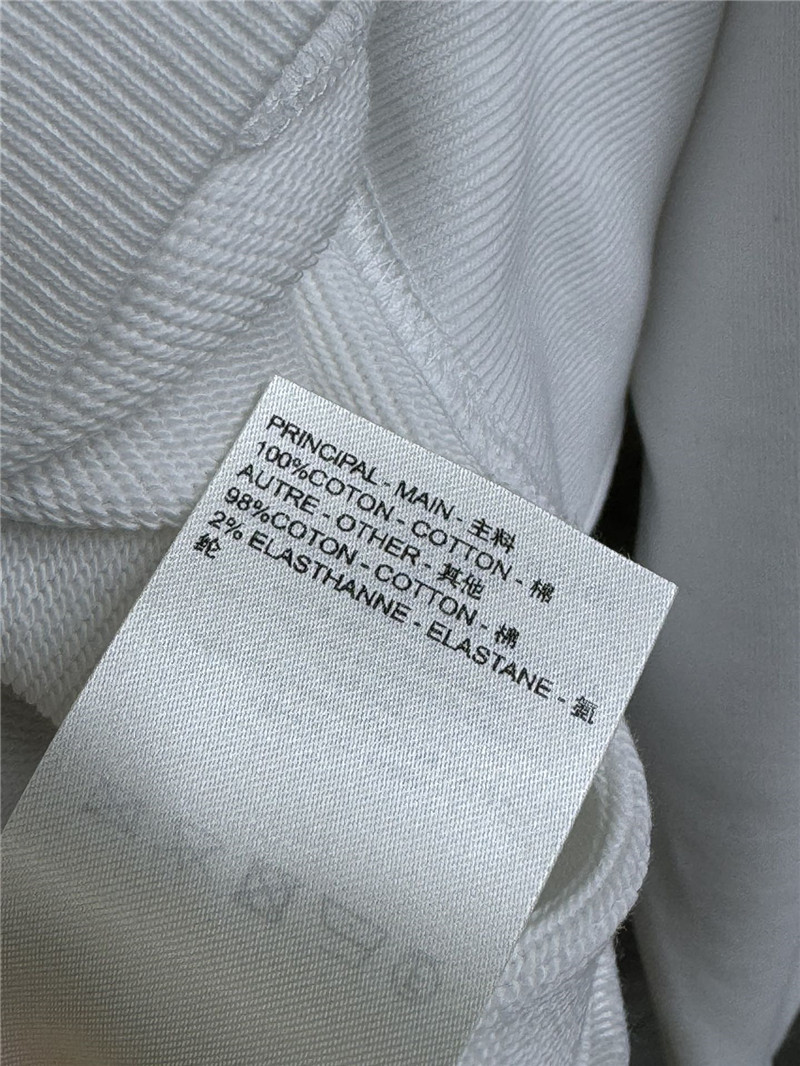 PRINCIPAL - MAIN - 主料
100%COTON - COTTON - 棉
AUTRE - OTHER - 其他
98%COTON - COTTON - 棉
2% ELASTHANNE - ELASTANE - 氨
纶